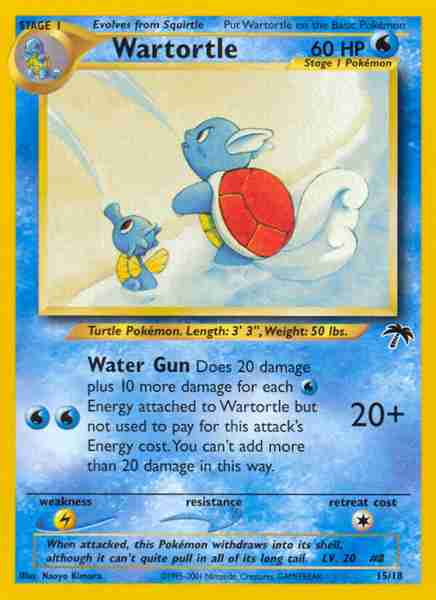 STAGE 1 Evolves from Squirtle Put Wartortle on the Basic Pokémon
Wartortle 60 HP
Stage 1 Pokémon
Turtle Pokémon. Length: 3' 3", Weight: 50 lbs.
Water Gun Does 20 damage
plus 10 more damage for each
Energy attached to Wartortle but
not used to pay for this attack's
Energy cost. You can't add more
than 20 damage in this way.
20+
weakness resistance retreat cost
When attacked, this Pokémon withdraws into its shell,
although it can't quite pull in all of its long tail. LV. 20 #8
Illus. Naoyo Kimura ©1995-2001 Nintendo, Creatures, GAMEFREAK. 15/18